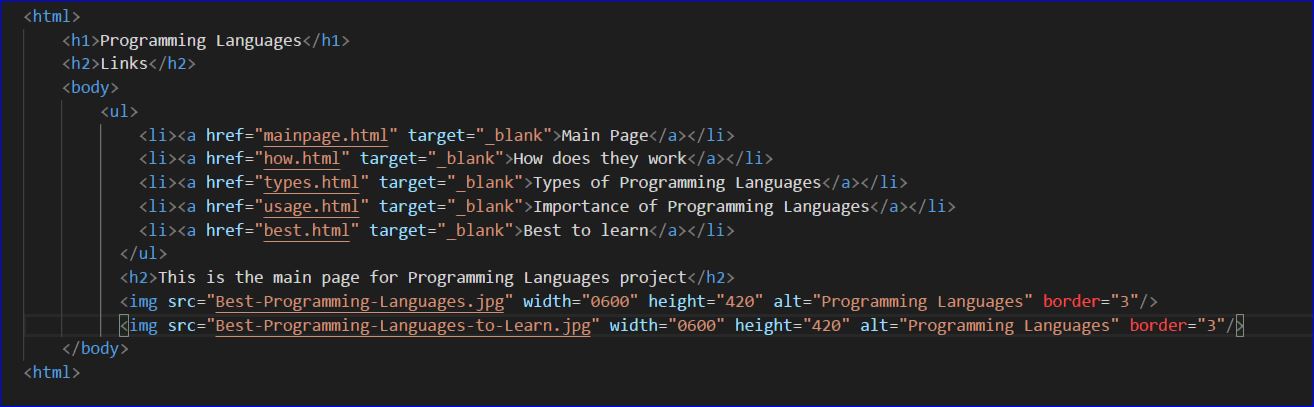 <html>
<h1>Programming Languages</h1>
<h2>Links</h2>
<body>
<ul>
<li><a href="mainpage.html" target="_blank">Main Page</a></li>
<li><a href="how.html" target="_blank">How does they work</a></li>
<li><a href="types.html" target="_blank">Types of Programming Languages</a></li>
<li><a href="usage.html" target="_blank">Importance of Programming Languages</a></li>
<li><a href="best.html" target="_blank">Best to learn</a></li>
</ul>
<h2>This is the main page for Programming Languages project</h2>
<img src="Best-Programming-Languages.jpg" width="0600" height="420" alt="Programming Languages" border="3"/>
<img src="Best-Programming-Languages-to-Learn.jpg" width="0600" height="420" alt="Programming Languages" border="3"/>
</body>
<html>